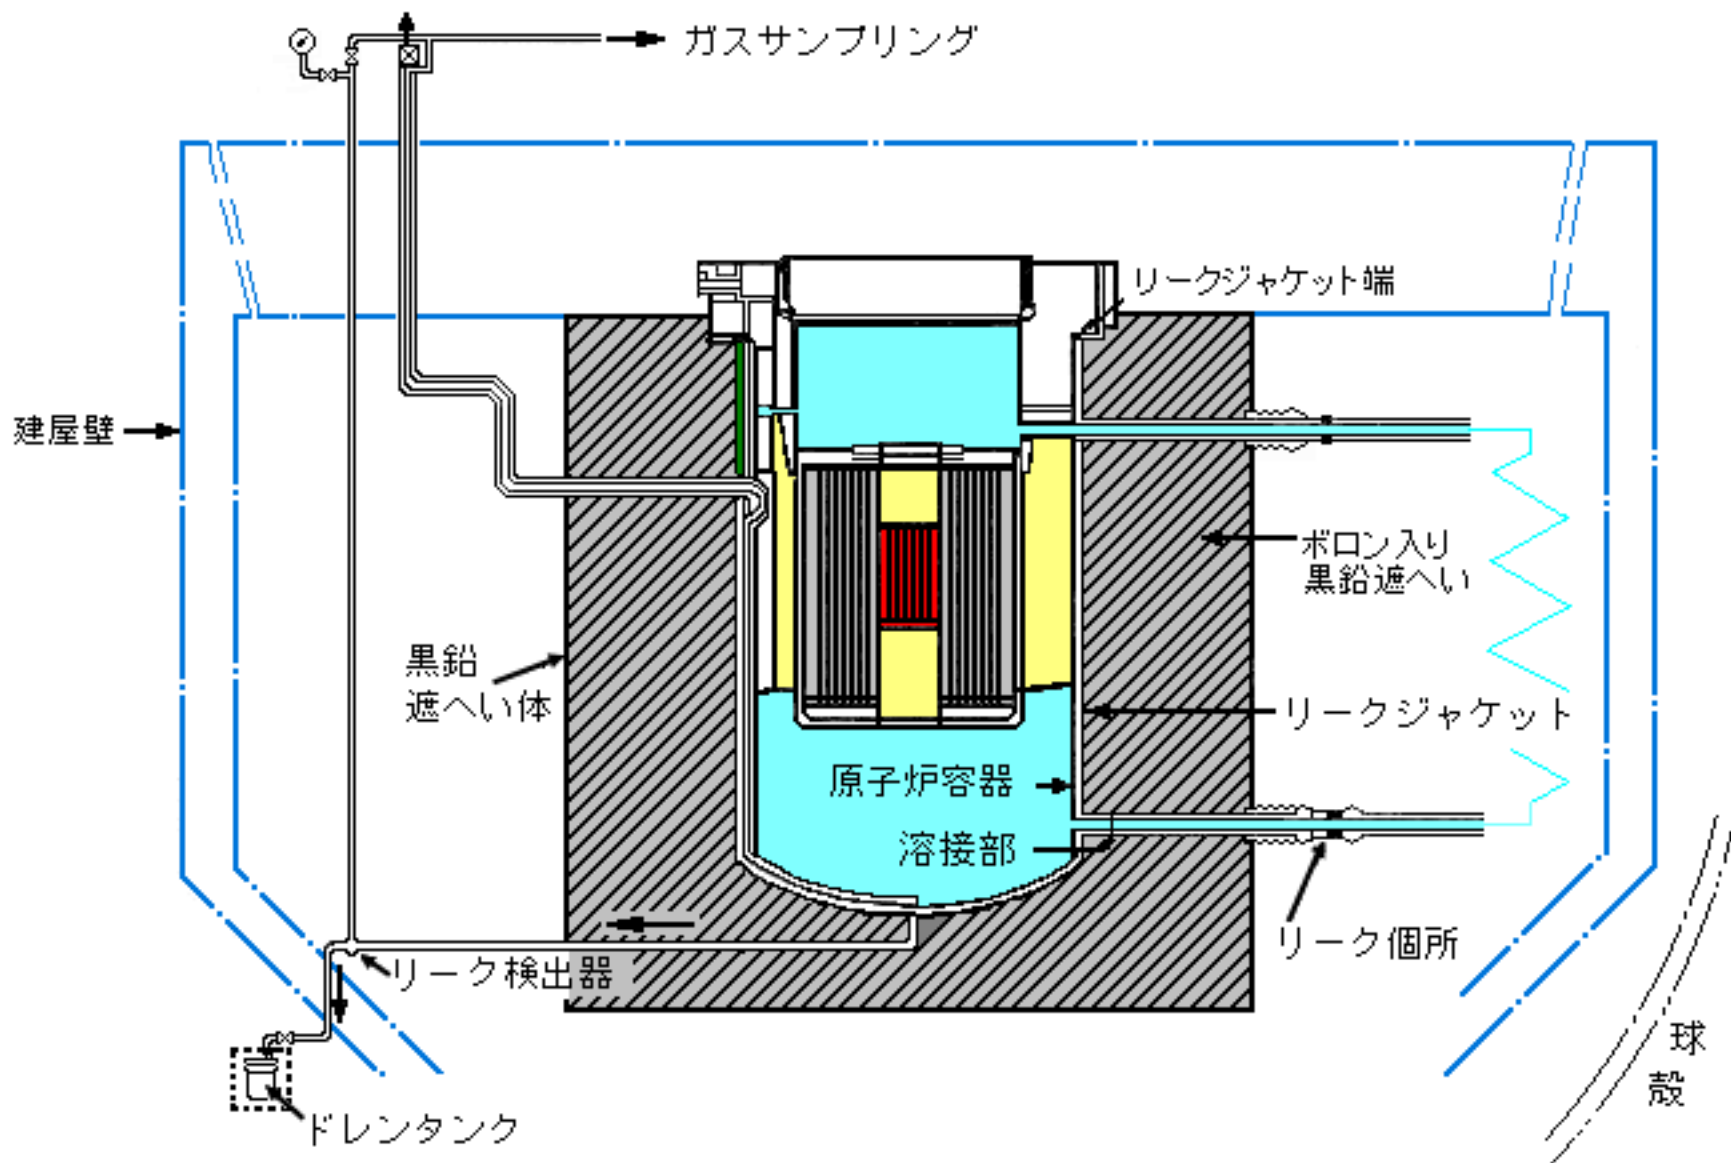 ガスサンプリング
リークジャケット端
建屋壁
ボロン入り
黒鉛遮へい
黒鉛
遮へい体
リークジャケット
原子炉容器
溶接部
リーク個所
リーク検出器
球
殻
ドレンタンク